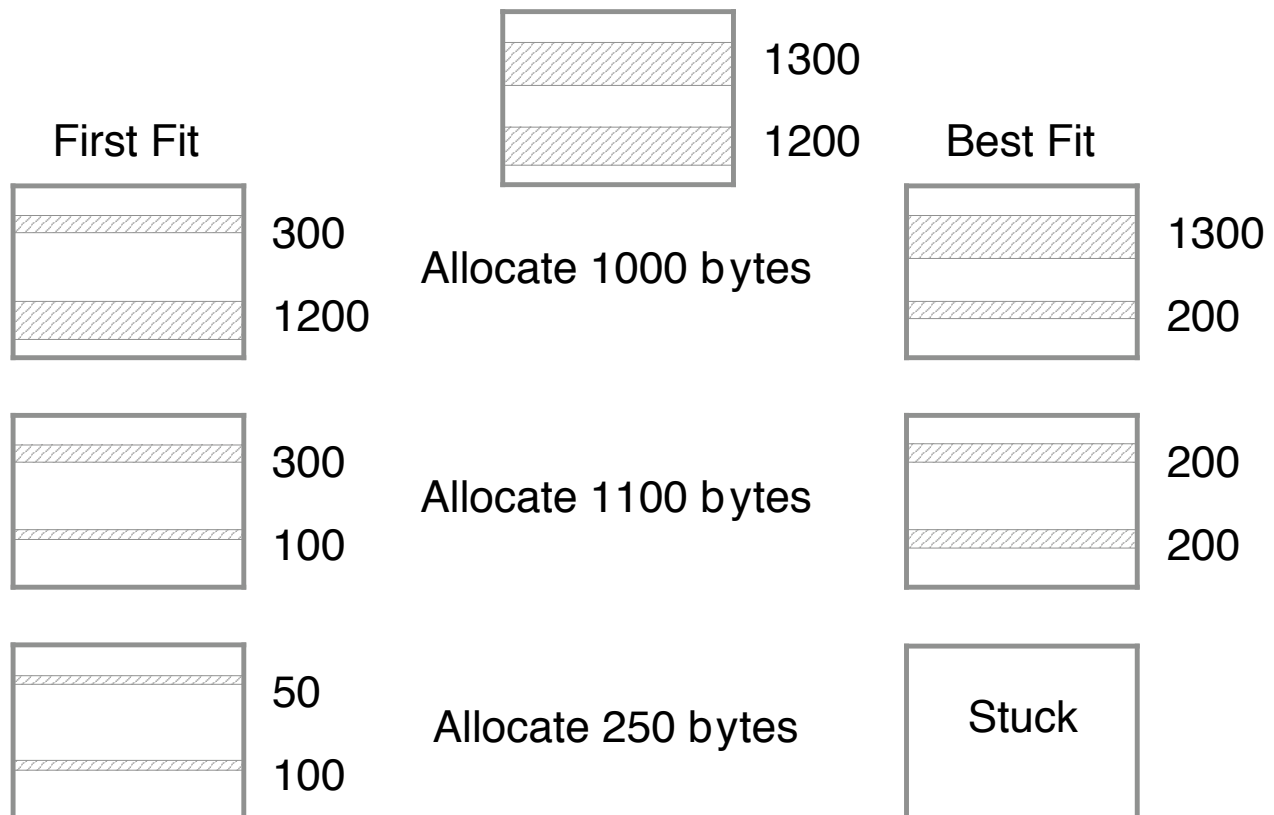 1300
1200
First Fit
Best Fit
300
1200
Allocate 1000 bytes
1300
200
300
100
Allocate 1100 bytes
200
200
50
100
Allocate 250 bytes
Stuck